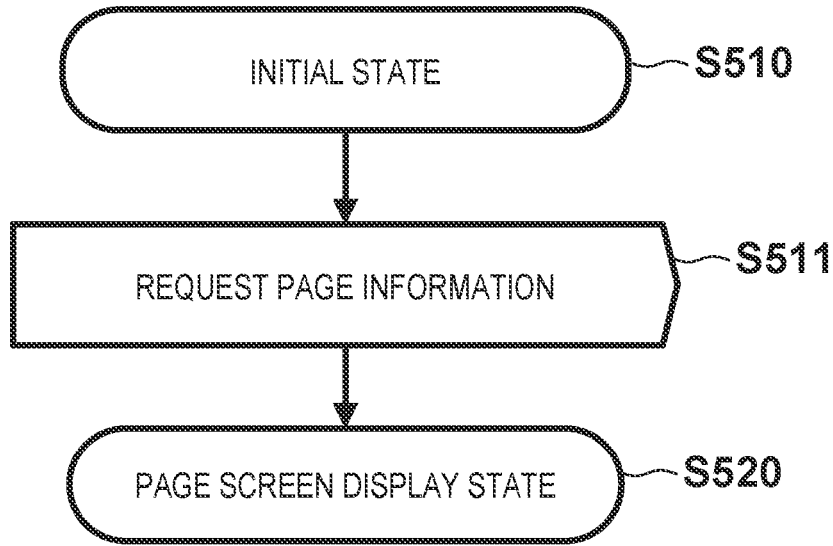 INITIAL STATE
S510
REQUEST PAGE INFORMATION
S511
PAGE SCREEN DISPLAY STATE
S520